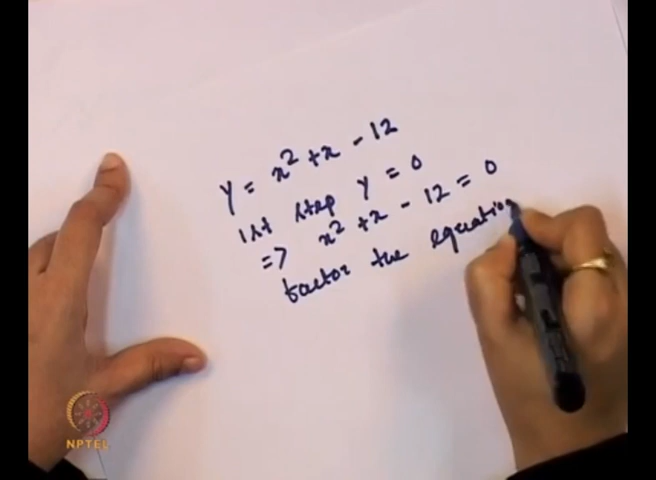 y = x² + x - 12
1st step y = 0
=> x² + x - 12 = 0
factor the equation
NPTEL